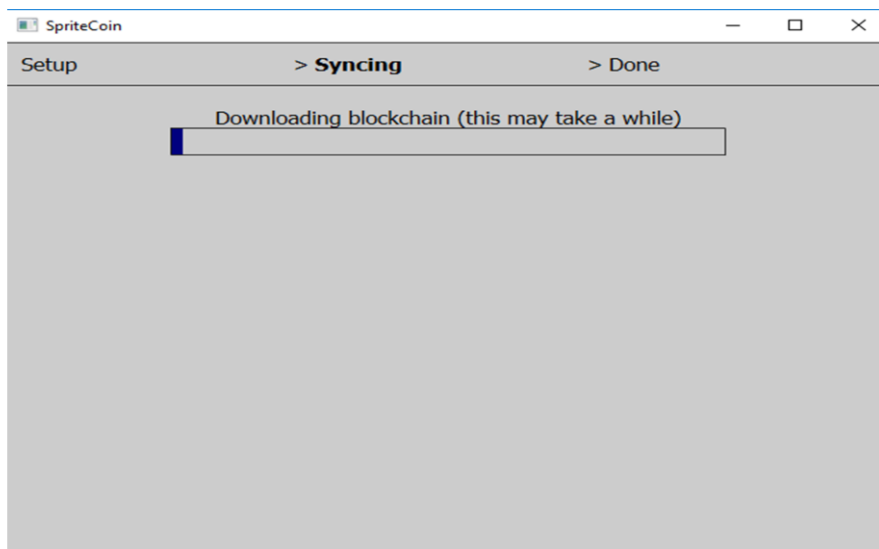 SpriteCoin
Setup > Syncing > Done
Downloading blockchain (this may take a while)